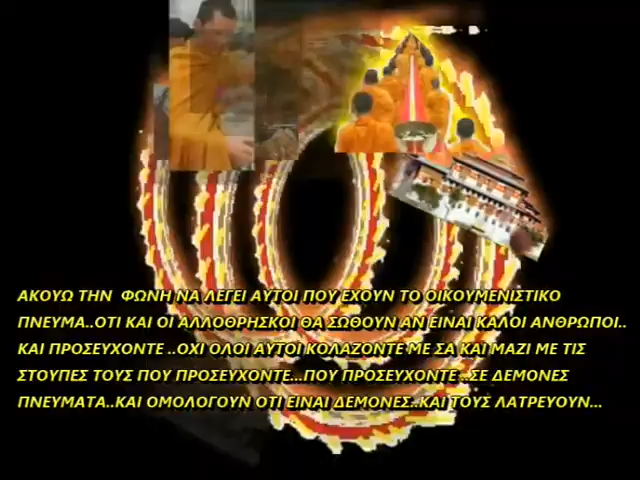 ΑΚΟΥΩ ΤΗΝ ΦΩΝΗ ΝΑ ΛΕΓΕΙ ΑΥΤΟΙ ΠΟΥ ΕΧΟΥΝ ΤΟ ΟΙΚΟΥΜΕΝΙΣΤΙΚΟ
ΠΝΕΥΜΑ..ΟΤΙ ΚΑΙ ΟΙ ΑΛΛΟΘΡΗΣΚΟΙ ΘΑ ΣΩΘΟΥΝ ΑΝ ΕΙΝΑΙ ΚΑΛΟΙ ΑΝΘΡΩΠΟΙ..
ΚΑΙ ΠΡΟΣΕΥΧΟΝΤΕ ..ΟΧΙ ΟΛΟΙ ΑΥΤΟΙ ΚΟΛΑΖΟΝΤΕ ΜΕ ΣΑ ΚΑΙ ΜΑΖΙ ΜΕ ΤΙΣ
ΣΤΟΥΠΕΣ ΤΟΥΣ ΠΟΥ ΠΡΟΣΕΥΧΟΝΤΕ...ΠΟΥ ΠΡΟΣΕΥΧΟΝΤΕ ..ΣΕ ΔΕΜΟΝΕΣ
ΠΝΕΥΜΑΤΑ..ΚΑΙ ΟΜΟΛΟΓΟΥΝ ΟΤΙ ΕΙΝΑΙ ΔΕΜΟΝΕΣ..ΚΑΙ ΤΟΥΣ ΛΑΤΡΕΥΟΥΝ...